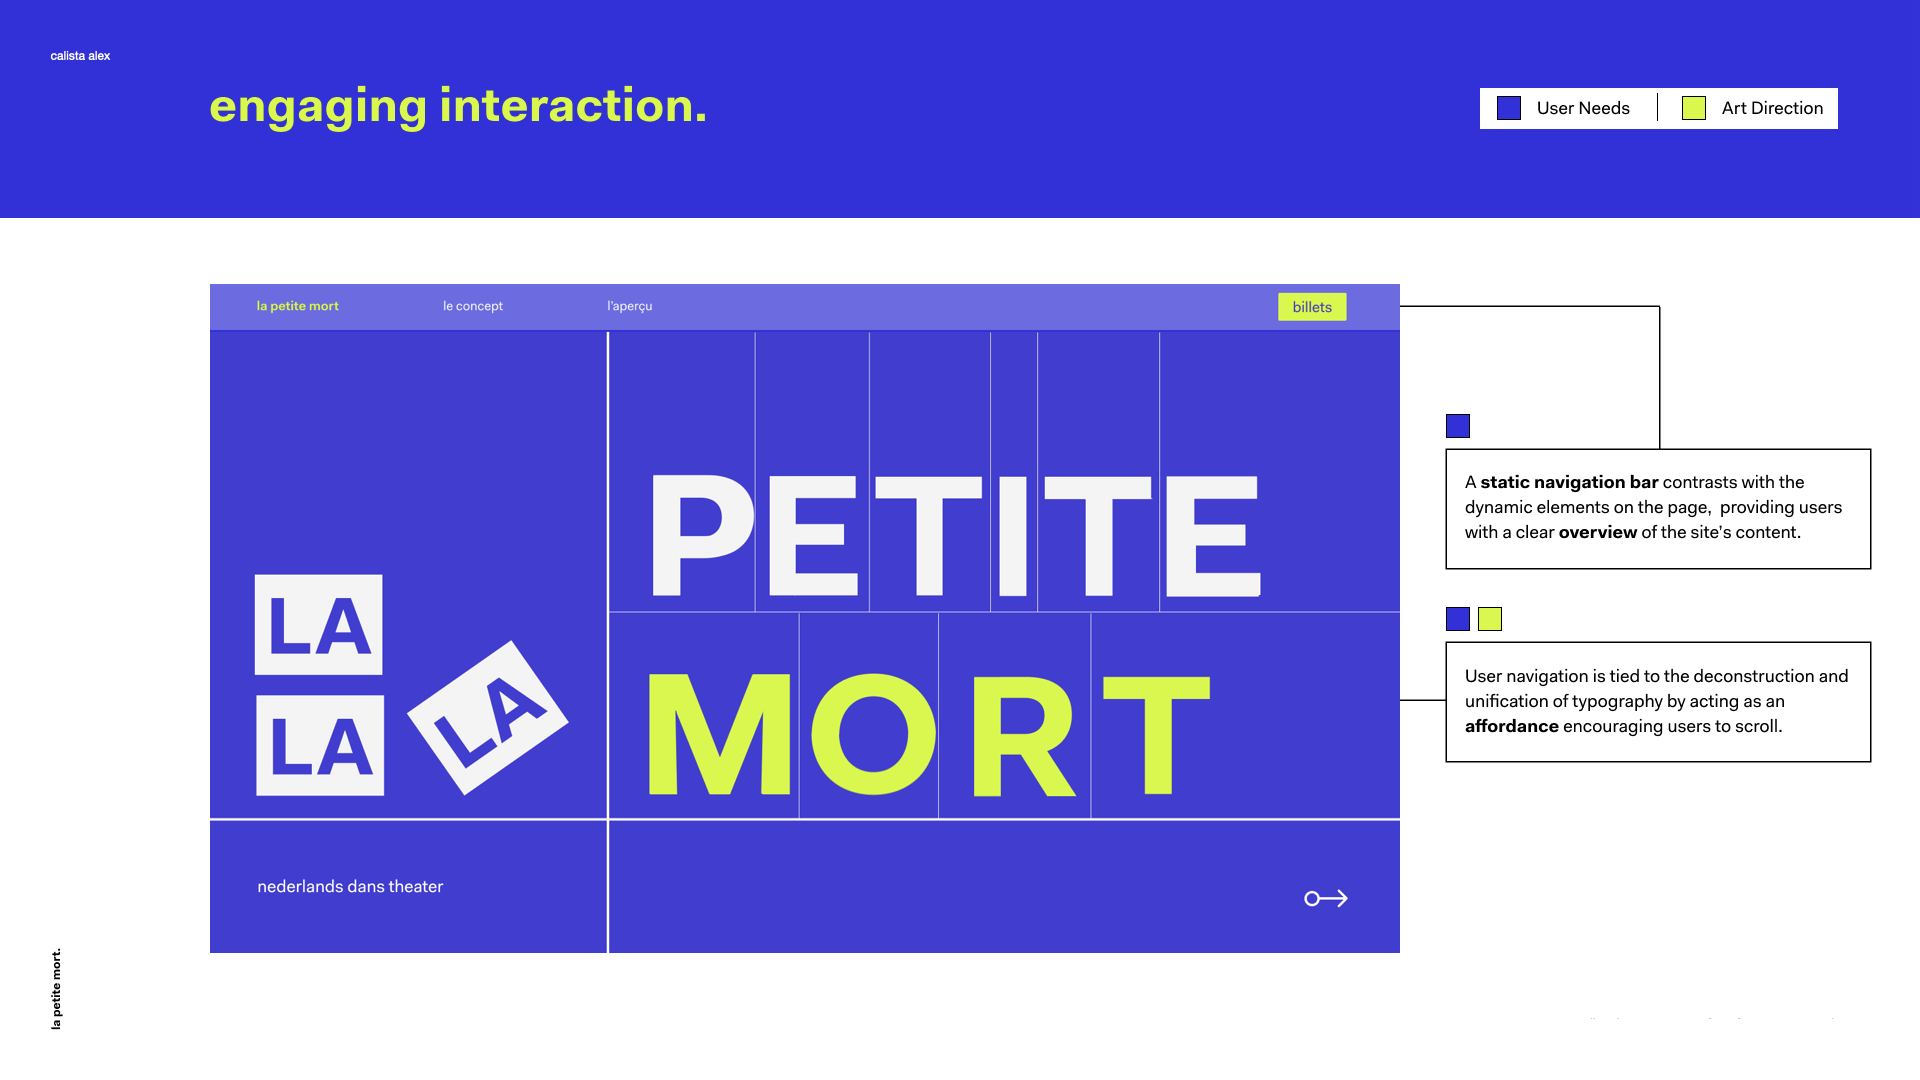 calista alex
engaging interaction.
User Needs
Art Direction
la petite mort
le concept
l'aperçu
billets
PETITE
LA
LA
LA
MORT
nederlands dans theater
A static navigation bar contrasts with the
dynamic elements on the page, providing users
with a clear overview of the site's content.
User navigation is tied to the deconstruction and
unification of typography by acting as an
affordance encouraging users to scroll.
la petite mort.